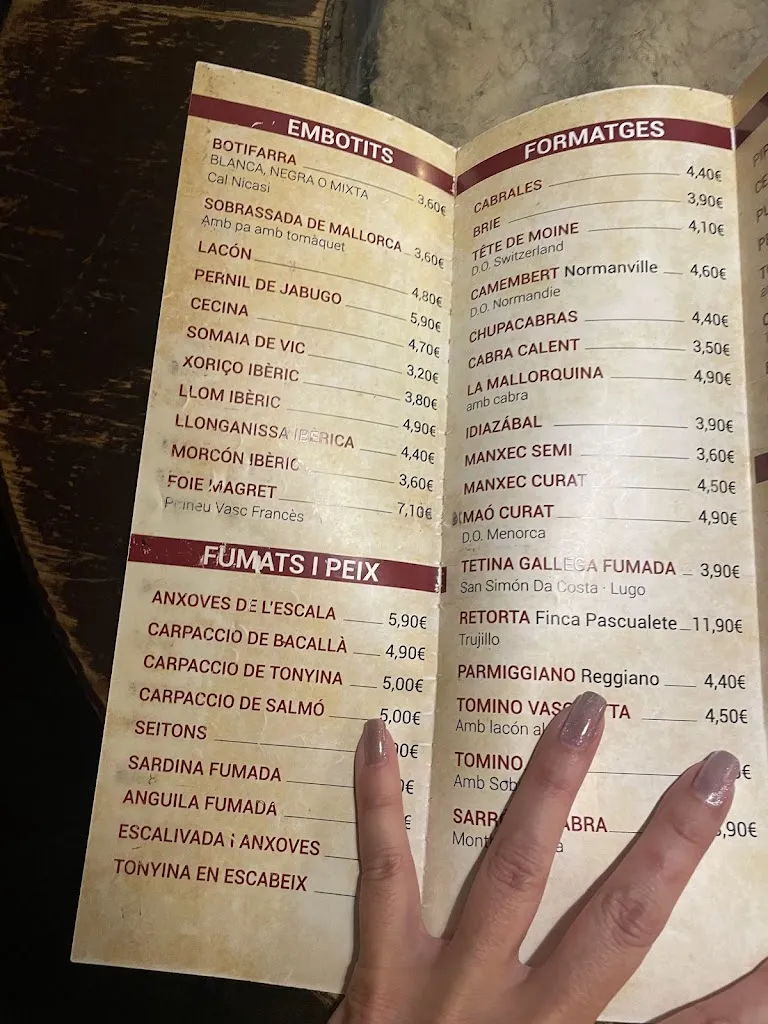 EMBOTITS
BOTIFARRA
BLANCA, NEGRA O MIXTA 3,60€
Cal Nicasi
SOBRASSADA DE MALLORCA 3,60€
Amb pa amb tomàquet
LACÓN 4,80€
PERNIL DE JABUGO 5,90€
CECINA 4,70€
SOMAIA DE VIC 3,20€
XORIÇO IBÈRIC 3,80€
LLOM IBÈRIC 4,90€
LLONGANISSA IBÈRICA 4,40€
MORCÓN IBÈRIC 3,60€
FOIE MAGRET 7,10€
Pirineu Vasc Francès
FUMATS I PEIX
ANXOVES DE L'ESCALA 5,90€
CARPACCIO DE BACALLÀ 4,90€
CARPACCIO DE TONYINA 5,00€
CARPACCIO DE SALMÓ 5,00€
SEITONS
SARDINA FUMADA
ANGUILA FUMADA
ESCALIVADA i ANXOVES
TONYINA EN ESCABEIX
FORMATGES
CABRALES 4,40€
BRIE 3,90€
TÊTE DE MOINE 4,10€
D.O. Switzerland
CAMEMBERT Normanville 4,60€
D.O. Normandie
CHUPACABRAS 4,40€
CABRA CALENT 3,50€
LA MALLORQUINA 4,90€
amb cabra
IDIAZÁBAL 3,90€
MANXEC SEMI 3,60€
MANXEC CURAT 4,50€
MAÓ CURAT 4,90€
D.O. Menorca
TETINA GALLEGA FUMADA 3,90€
San Simón Da Costa · Lugo
RETORTA Finca Pascualete 11,90€
Trujillo
PARMIGGIANO Reggiano 4,40€
TOMINO 4,50€
Amb lacón
TOMINO
Amb